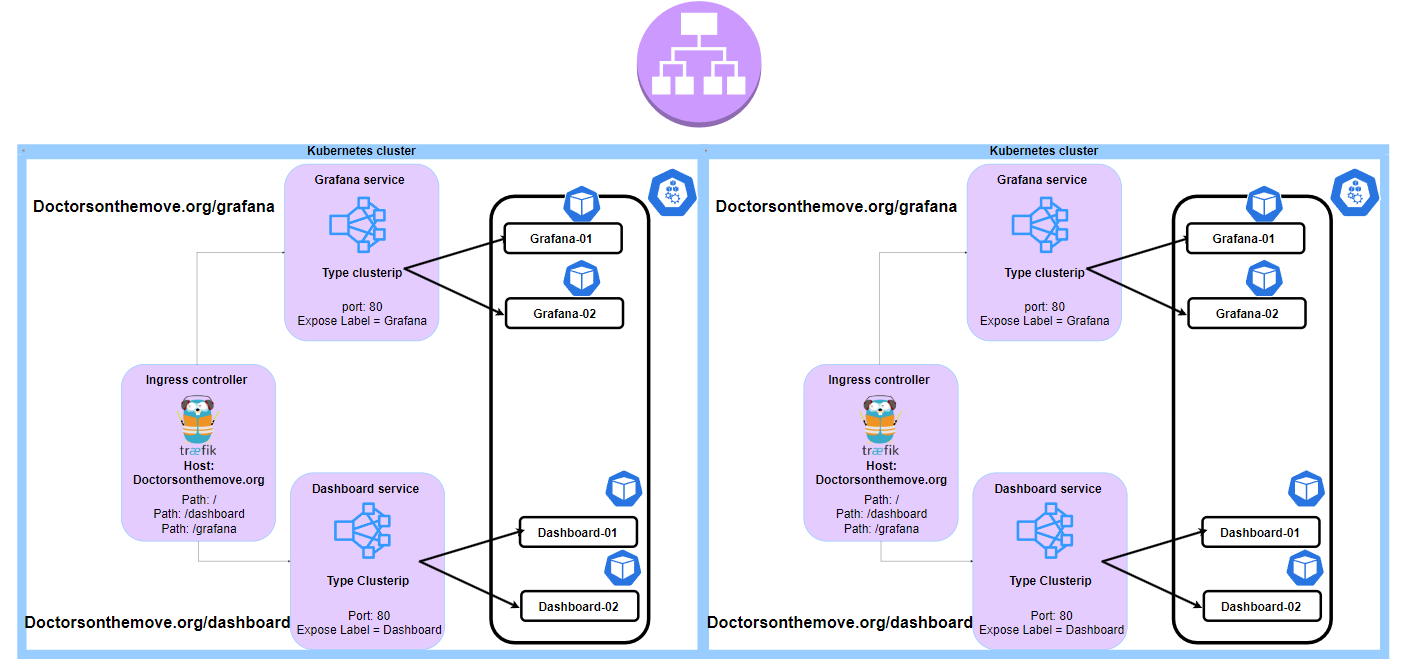 Kubernetes cluster
Grafana service
Doctorsonthemove.org/grafana
Grafana-01
Type clusterip
port: 80
Expose Label = Grafana
Grafana-02
Ingress controller
træfik
Host:
Doctorsonthemove.org
Path: /
Path: /dashboard
Path: /grafana
Dashboard service
Dashboard-01
Type Clusterip
Dashboard-02
Port: 80
Expose Label = Dashboard
Doctorsonthemove.org/dashboard
Kubernetes cluster
Grafana service
Doctorsonthemove.org/grafana
Grafana-01
Type clusterip
port: 80
Expose Label = Grafana
Grafana-02
Ingress controller
træfik
Host:
Doctorsonthemove.org
Path: /
Path: /dashboard
Path: /grafana
Dashboard service
Dashboard-01
Type Clusterip
Dashboard-02
Port: 80
Expose Label = Dashboard
Doctorsonthemove.org/dashboard